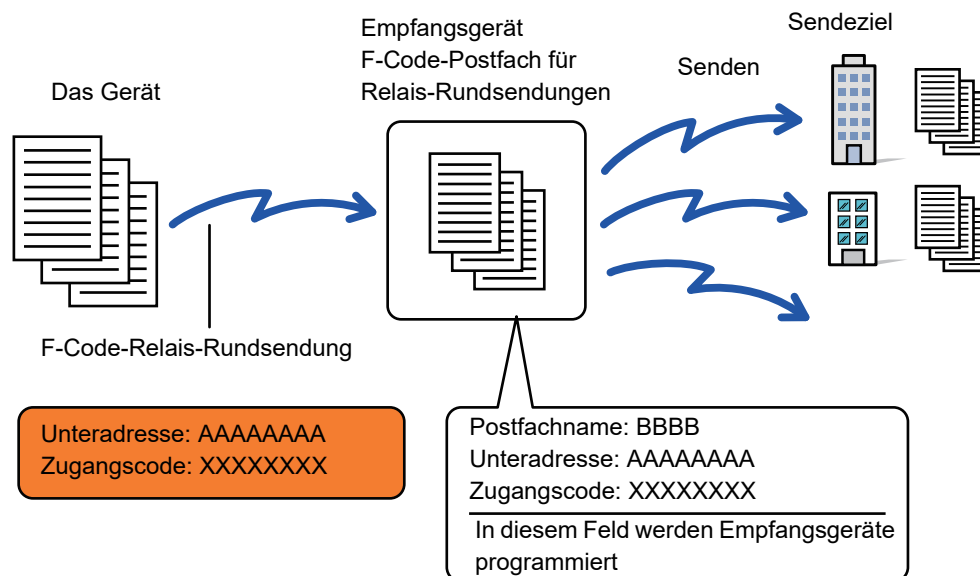 Das Gerät
Empfangsgerät
F-Code-Postfach für
Relais-Rundsendungen
Senden
Sendeziel
F-Code-Relais-Rundsendung
Unteradresse: AAAAAAAA
Zugangscode: XXXXXXXX
Postfachname: BBBB
Unteradresse: AAAAAAAA
Zugangscode: XXXXXXXX
In diesem Feld werden Empfangsgeräte
programmiert